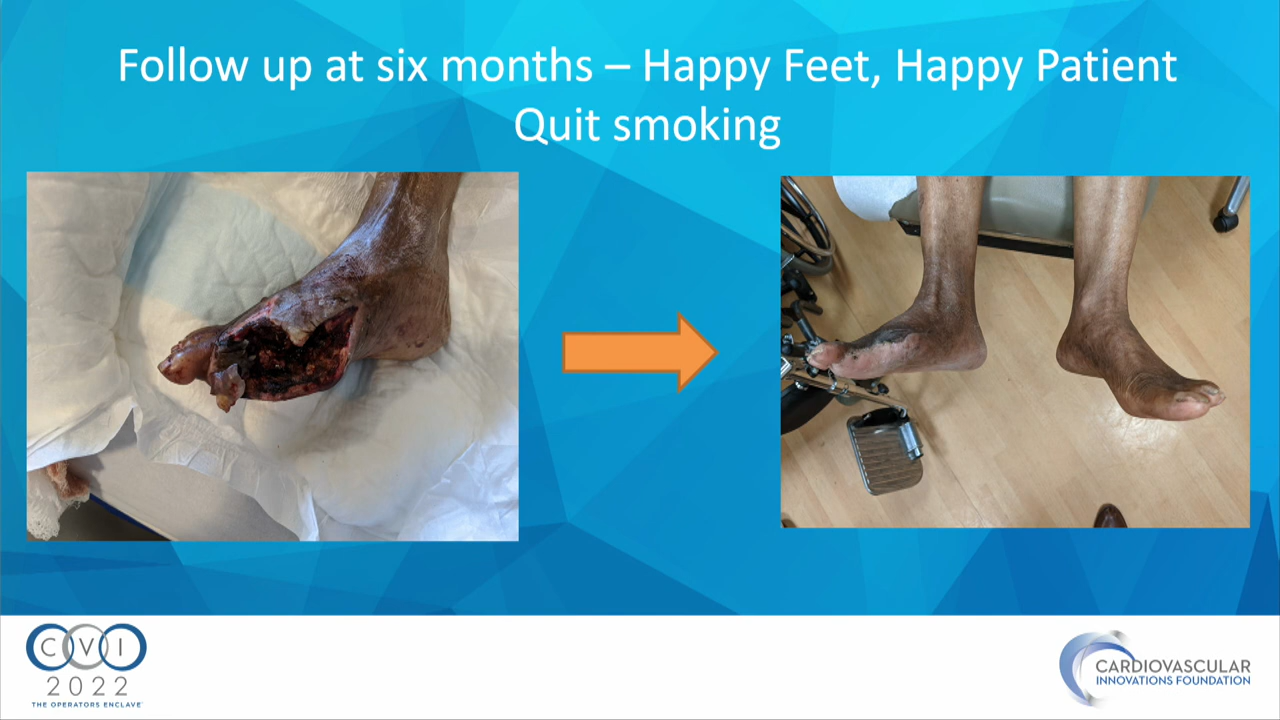 Follow up at six months – Happy Feet, Happy Patient
Quit smoking
CVI
2022
THE OPERATORS ENCLAVE
CARDIOVASCULAR
INNOVATIONS FOUNDATION